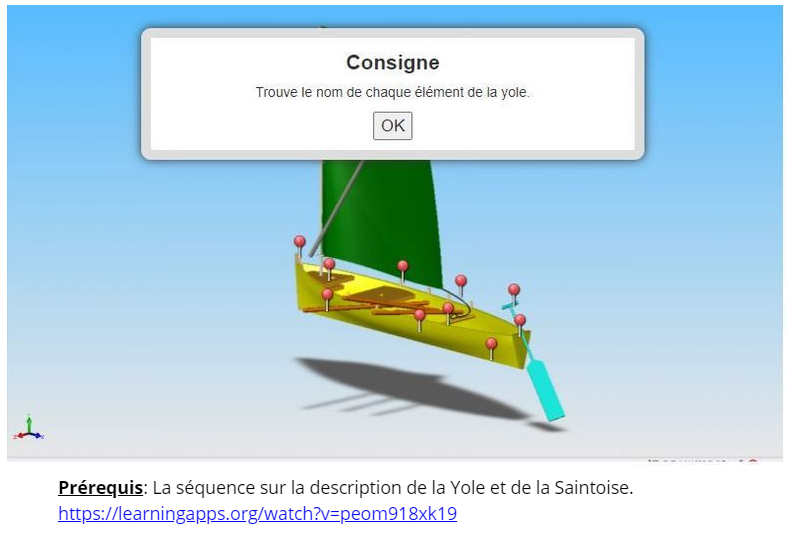 Consigne
Trouve le nom de chaque élément de la yole.
OK
Prérequis: La séquence sur la description de la Yole et de la Saintoise.
https://learningapps.org/watch?v=peom918xk19